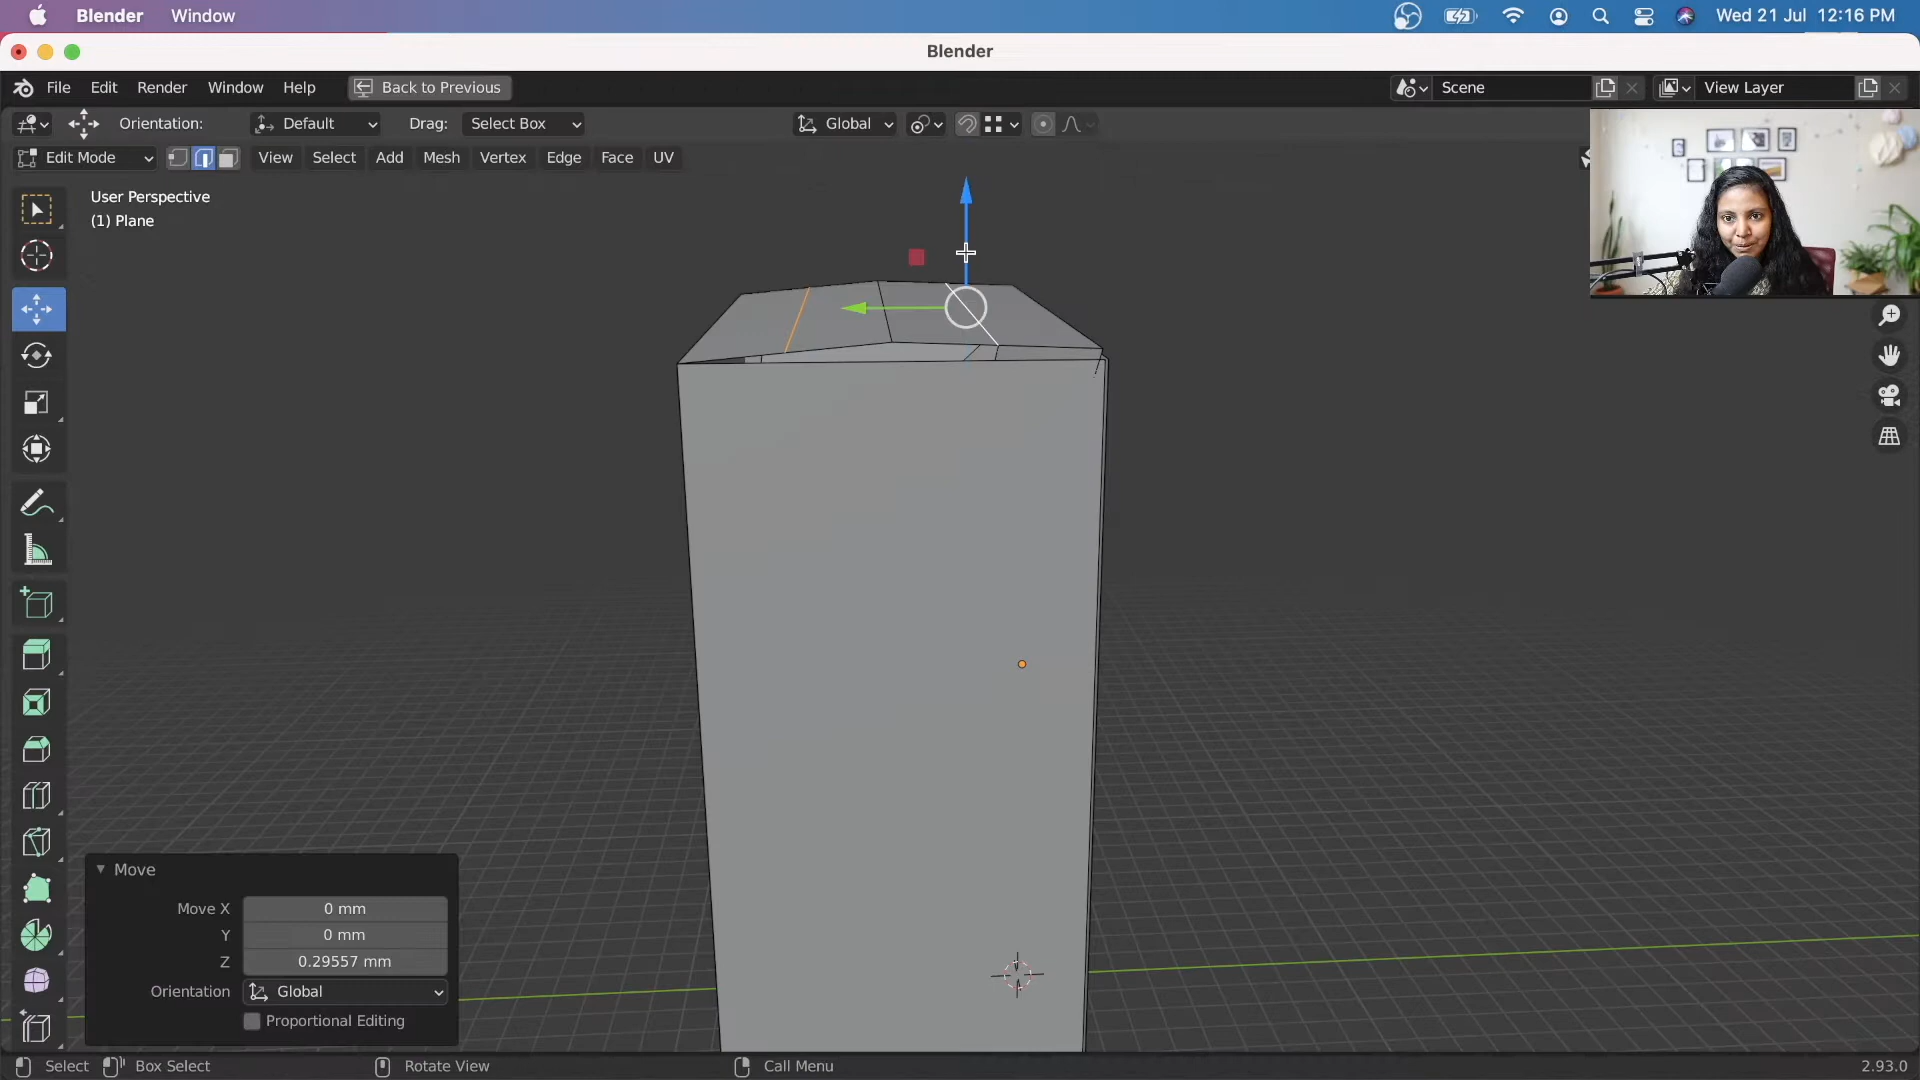 Blender Window Wed 21 Jul 12:16 PM
Blender
File Edit Render Window Help Back to Previous Scene View Layer
Orientation: Default Drag: Select Box Global
Edit Mode View Select Add Mesh Vertex Edge Face UV
User Perspective
(1) Plane
Move
Move X 0 mm
Y 0 mm
Z 0.29557 mm
Orientation Global
Proportional Editing
Select Box Select Rotate View Call Menu 2.93.0